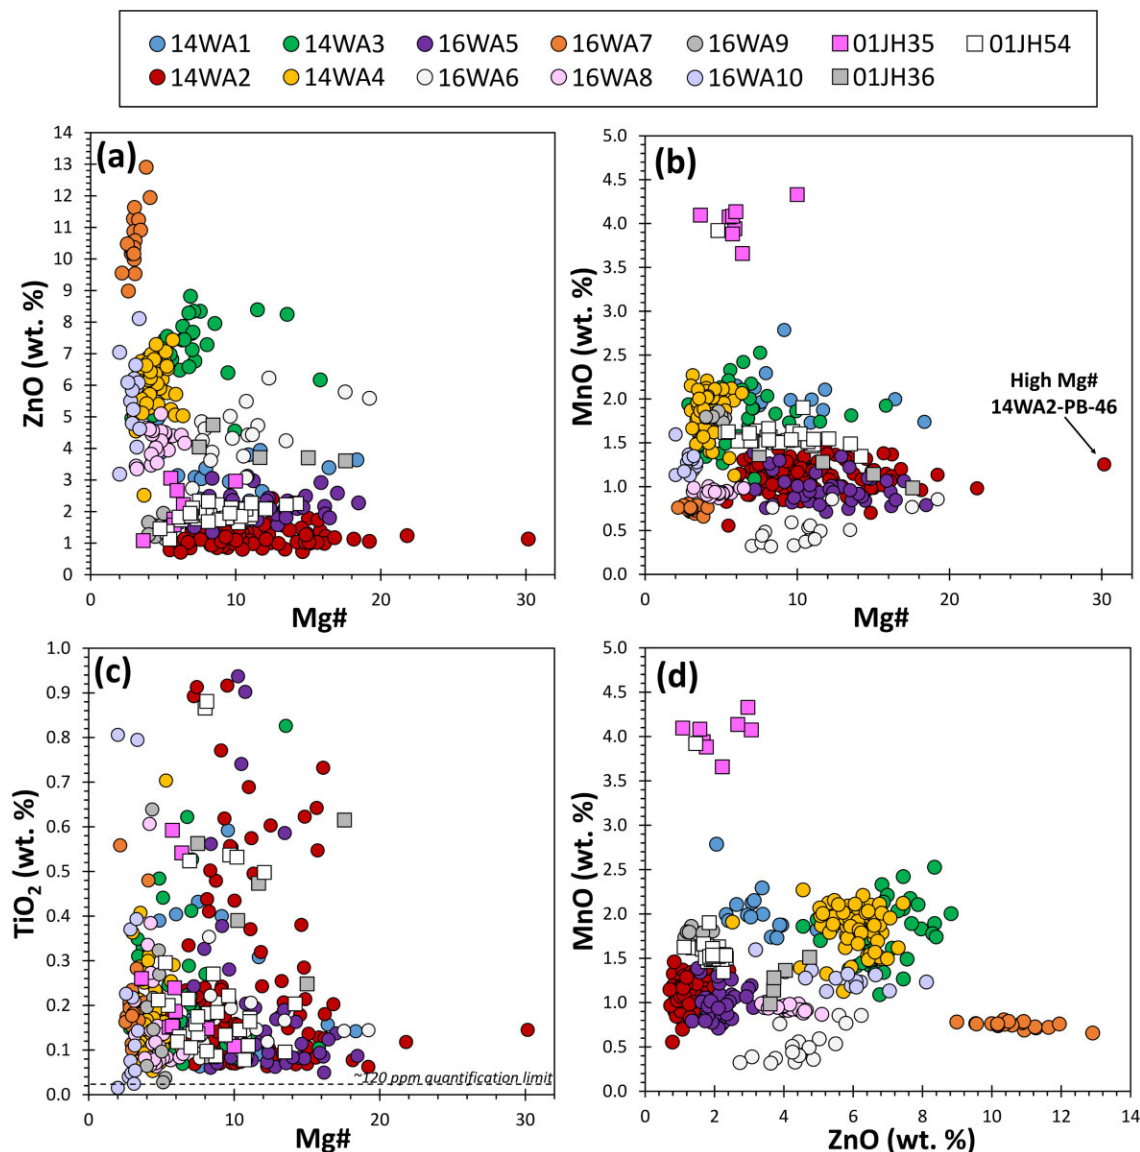 14WA1 14WA3 16WA5 16WA7 16WA9 01JH35 01JH54
14WA2 14WA4 16WA6 16WA8 16WA10 01JH36
(a)
ZnO (wt. %)
14
13
12
11
10
9
8
7
6
5
4
3
2
1
0
0 10 20 30
Mg#
(b)
MnO (wt. %)
5.0
4.5
4.0
3.5
3.0
2.5
2.0
1.5
1.0
0.5
0.0
High Mg#
14WA2-PB-46
0 10 20 30
Mg#
(c)
TiO₂ (wt. %)
1.0
0.9
0.8
0.7
0.6
0.5
0.4
0.3
0.2
0.1
0.0
~120 ppm quantification limit
0 10 20 30
Mg#
(d)
MnO (wt. %)
5.0
4.5
4.0
3.5
3.0
2.5
2.0
1.5
1.0
0.5
0.0
0 2 4 6 8 10 12 14
ZnO (wt. %)